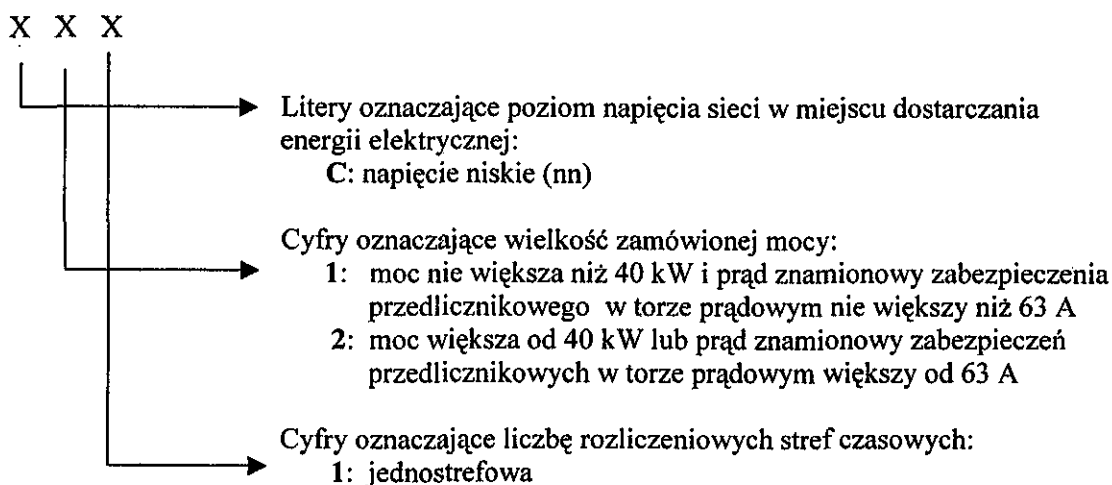 X X X
Litery oznaczające poziom napięcia sieci w miejscu dostarczania
energii elektrycznej:
C: napięcie niskie (nn)
Cyfry oznaczające wielkość zamówionej mocy:
1: moc nie większa niż 40 kW i prąd znamionowy zabezpieczenia
przedlicznikowego w torze prądowym nie większy niż 63 A
2: moc większa od 40 kW lub prąd znamionowy zabezpieczeń
przedlicznikowych w torze prądowym większy od 63 A
Cyfry oznaczające liczbę rozliczeniowych stref czasowych:
1: jednostrefowa